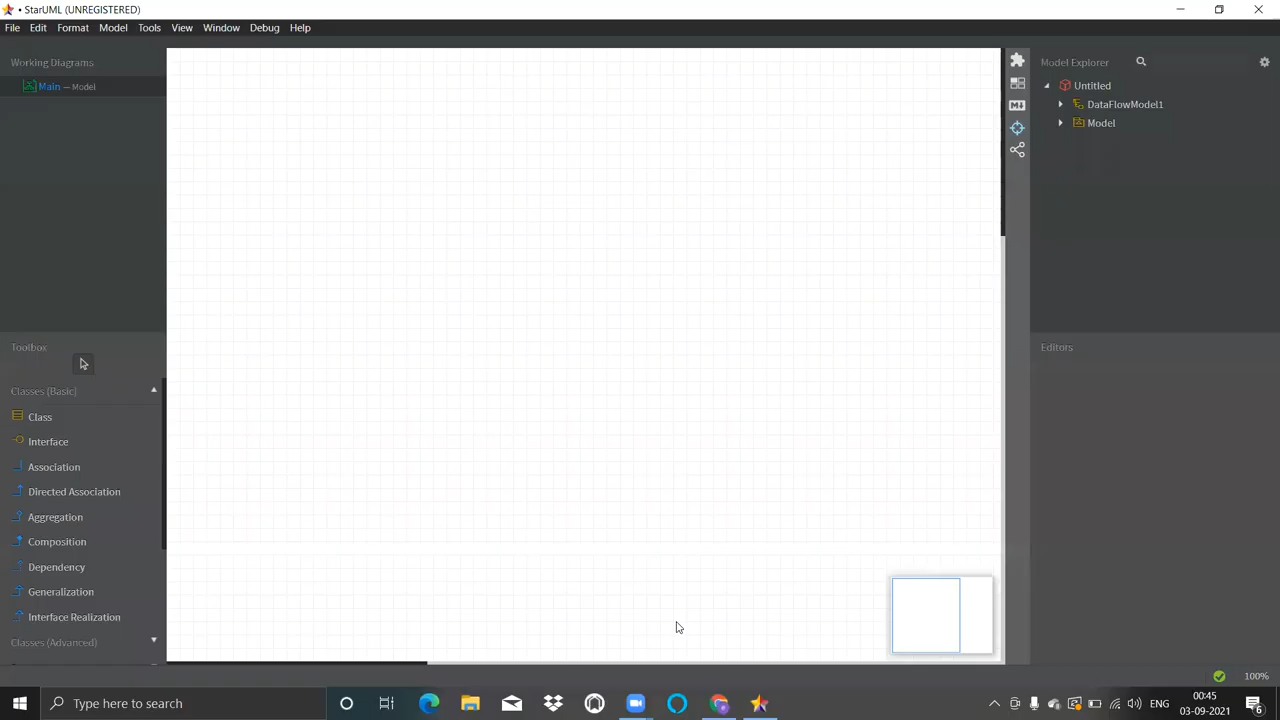 • StarUML (UNREGISTERED)
File Edit Format Model Tools View Window Debug Help
Working Diagrams
Main — Model
Toolbox
Classes (Basic)
Class
Interface
Association
Directed Association
Aggregation
Composition
Dependency
Generalization
Interface Realization
Classes (Advanced)
Model Explorer
Untitled
DataFlowModel1
Model
Editors
100%
Type here to search
ENG
00:45
03-09-2021
6